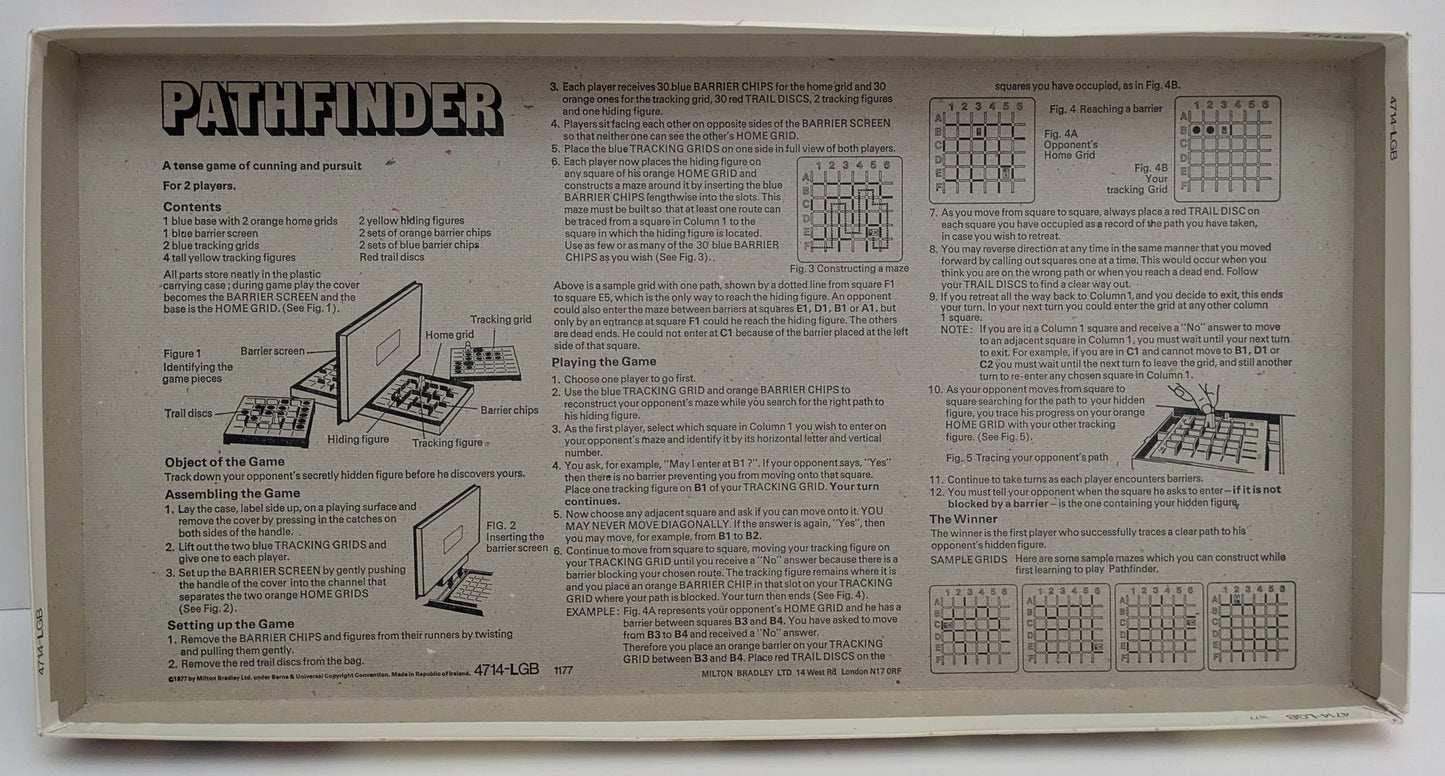 PATHFINDER
A tense game of cunning and pursuit
For 2 players.
Contents
1 blue base with 2 orange home grids
1 blue barrier screen
2 blue tracking grids
4 tall yellow tracking figures
2 yellow hiding figures
2 sets of orange barrier chips
2 sets of blue barrier chips
Red trail discs
All parts store neatly in the plastic
carrying case; during game play the cover
becomes the BARRIER SCREEN and the
base is the HOME GRID. (See Fig. 1).
Figure 1
Identifying the
game pieces
Barrier screen
Home grid
Tracking grid
Trail discs
Hiding figure
Tracking figure
Barrier chips
Object of the Game
Track down your opponent's secretly hidden figure before he discovers yours.
Assembling the Game
1. Lay the case, label side up, on a playing surface and
remove the cover by pressing in the catches on
both sides of the handle.
2. Lift out the two blue TRACKING GRIDS and
give one to each player.
3. Set up the BARRIER SCREEN by gently pushing
the handle of the cover into the channel that
separates the two orange HOME GRIDS
(See Fig. 2).
FIG. 2
Inserting the
barrier screen
Setting up the Game
1. Remove the BARRIER CHIPS and figures from their runners by twisting
and pulling them gently.
2. Remove the red trail discs from the bag.
©1977 by Milton Bradley Ltd. under Berne & Universal Copyright Convention. Made in Republic of Ireland. 4714-LGB 1177
3. Each player receives 30 blue BARRIER CHIPS for the home grid and 30
orange ones for the tracking grid, 30 red TRAIL DISCS, 2 tracking figures
and one hiding figure.
4. Players sit facing each other on opposite sides of the BARRIER SCREEN
so that neither one can see the other's HOME GRID.
5. Place the blue TRACKING GRIDS on one side in full view of both players.
6. Each player now places the hiding figure on
any square of his orange HOME GRID and
constructs a maze around it by inserting the blue
BARRIER CHIPS lengthwise into the slots. This
maze must be built so that at least one route can
be traced from a square in Column 1 to the
square in which the hiding figure is located.
Use as few or as many of the 30 blue BARRIER
CHIPS as you wish (See Fig. 3).
1 2 3 4 5 6
A
B
C
D
E
F
Fig. 3 Constructing a maze
Above is a sample grid with one path, shown by a dotted line from square F1
to square E5, which is the only way to reach the hiding figure. An opponent
could also enter the maze between barriers at squares E1, D1, B1 or A1, but
only by an entrance at square F1 could he reach the hiding figure. The others
are dead ends. He could not enter at C1 because of the barrier placed at the left
side of that square.
Playing the Game
1. Choose one player to go first.
2. Use the blue TRACKING GRID and orange BARRIER CHIPS to
reconstruct your opponent's maze while you search for the right path to
his hiding figure.
3. As the first player, select which square in Column 1 you wish to enter on
your opponent's maze and identify it by its horizontal letter and vertical
number.
4. You ask, for example, "May I enter at B1 ?". If your opponent says, "Yes"
then there is no barrier preventing you from moving onto that square.
Place one tracking figure on B1 of your TRACKING GRID. Your turn
continues.
5. Now choose any adjacent square and ask if you can move onto it. YOU
MAY NEVER MOVE DIAGONALLY. If the answer is again, "Yes", then
you may move, for example, from B1 to B2.
6. Continue to move from square to square, moving your tracking figure on
your TRACKING GRID until you receive a "No" answer because there is a
barrier blocking your chosen route. The tracking figure remains where it is
and you place an orange BARRIER CHIP in that slot on your TRACKING
GRID where your path is blocked. Your turn then ends (See Fig. 4).
EXAMPLE: Fig. 4A represents your opponent's HOME GRID and he has a
barrier between squares B3 and B4. You have asked to move
from B3 to B4 and received a "No" answer.
Therefore you place an orange barrier on your TRACKING
GRID between B3 and B4. Place red TRAIL DISCS on the
MILTON BRADLEY LTD 14 West Rd London N17 0RF
squares you have occupied, as in Fig. 4B.
1 2 3 4 5 6
A
B
C
D
E
F
Fig. 4 Reaching a barrier
Fig. 4A
Opponent's
Home Grid
Fig. 4B
Your
tracking Grid
1 2 3 4 5 6
A
B
C
D
E
F
7. As you move from square to square, always place a red TRAIL DISC on
each square you have occupied as a record of the path you have taken,
in case you wish to retreat.
8. You may reverse direction at any time in the same manner that you moved
forward by calling out squares one at a time. This would occur when you
think you are on the wrong path or when you reach a dead end. Follow
your TRAIL DISCS to find a clear way out.
9. If you retreat all the way back to Column 1, and you decide to exit, this ends
your turn. In your next turn you could enter the grid at any other column
1 square.
NOTE: If you are in a Column 1 square and receive a "No" answer to move
to an adjacent square in Column 1, you must wait until your next turn
to exit. For example, if you are in C1 and cannot move to B1, D1 or
C2 you must wait until the next turn to leave the grid, and still another
turn to re-enter any chosen square in Column 1.
10. As your opponent moves from square to
square searching for the path to your hidden
figure, you trace his progress on your orange
HOME GRID with your other tracking
figure. (See Fig. 5).
Fig. 5 Tracing your opponent's path
11. Continue to take turns as each player encounters barriers.
12. You must tell your opponent when the square he asks to enter – if it is not
blocked by a barrier – is the one containing your hidden figure.
The Winner
The winner is the first player who successfully traces a clear path to his
opponent's hidden figure.
SAMPLE GRIDS Here are some sample mazes which you can construct while
first learning to play Pathfinder.
1 2 3 4 5 6
A
B
C
D
E
F
1 2 3 4 5 6
A
B
C
D
E
F
1 2 3 4 5 6
A
B
C
D
E
F
1 2 3 4 5 6
A
B
C
D
E
F
4714-LGB
4714-LGB
4714-LGB 1177
4714-LGB